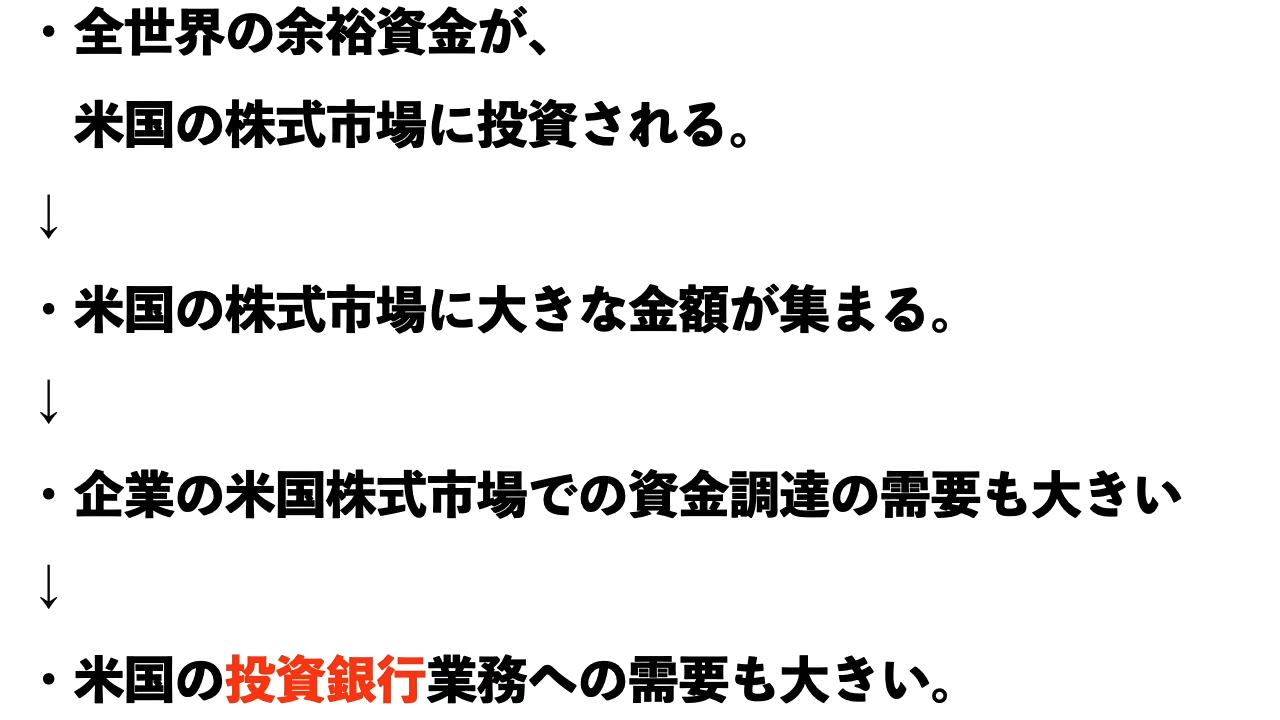 ・全世界の余裕資金が、
米国の株式市場に投資される。
↓
・米国の株式市場に大きな金額が集まる。
↓
・企業の米国株式市場での資金調達の需要も大きい
↓
・米国の投資銀行業務への需要も大きい。